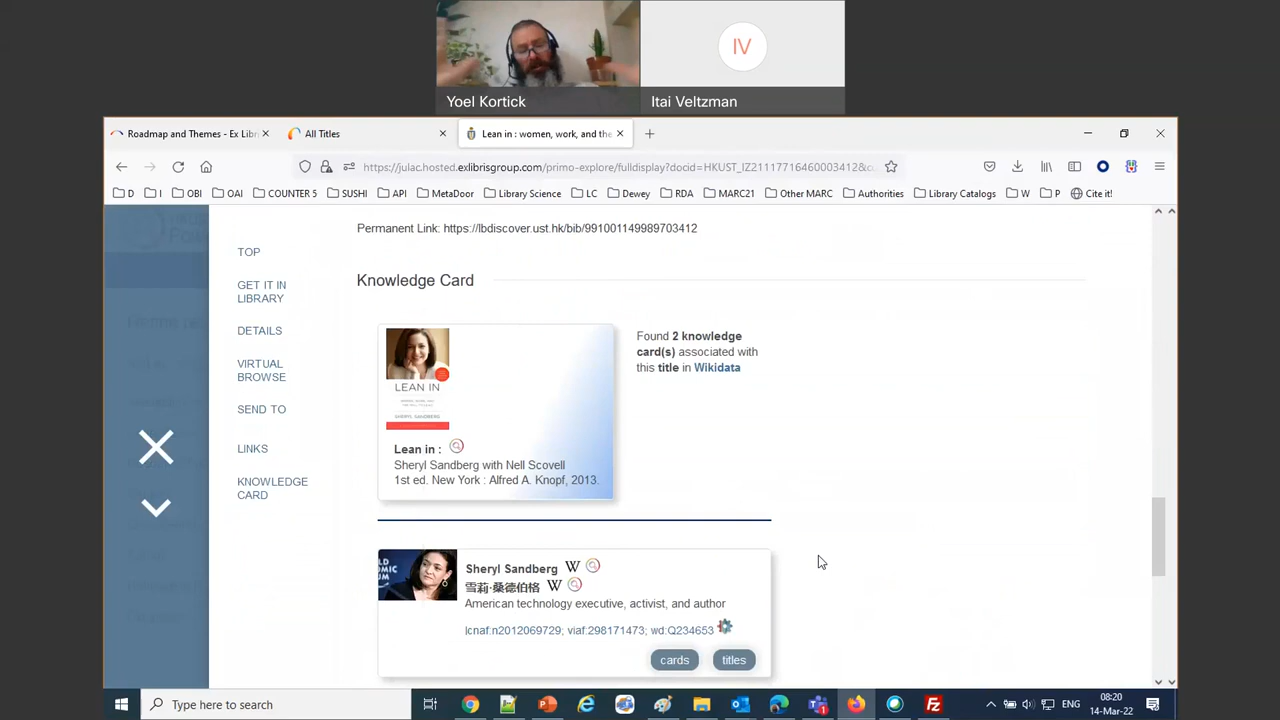 IV
Yoel Kortick
Itai Veltzman
Roadmap and Themes - Ex Libri
All Titles
Lean in : women, work, and the
https://julac.hosted.exlibrisgroup.com/primo-explore/fulldisplay?docid=HKUST_IZ21117716460003412&c
D
I
OBI
OAI
COUNTER 5
SUSHI
API
MetaDoor
Library Science
LC
Dewey
RDA
MARC21
Other MARC
Authorities
Library Catalogs
W
P
Cite it!
Permanent Link: https://lbdiscover.ust.hk/bib/991001149989703412
TOP
GET IT IN
LIBRARY
DETAILS
VIRTUAL
BROWSE
SEND TO
LINKS
KNOWLEDGE
CARD
Knowledge Card
LEAN IN
SHERYL SANDBERG
Lean in :
Sheryl Sandberg with Nell Scovell
1st ed. New York : Alfred A. Knopf, 2013.
Found 2 knowledge
card(s) associated with
this title in Wikidata
Sheryl Sandberg W
雪莉·桑德伯格 W
American technology executive, activist, and author
lcnaf:n2012069729; viaf:298171473; wd:Q234653
cards
titles
Type here to search
ENG
08:20
14-Mar-22